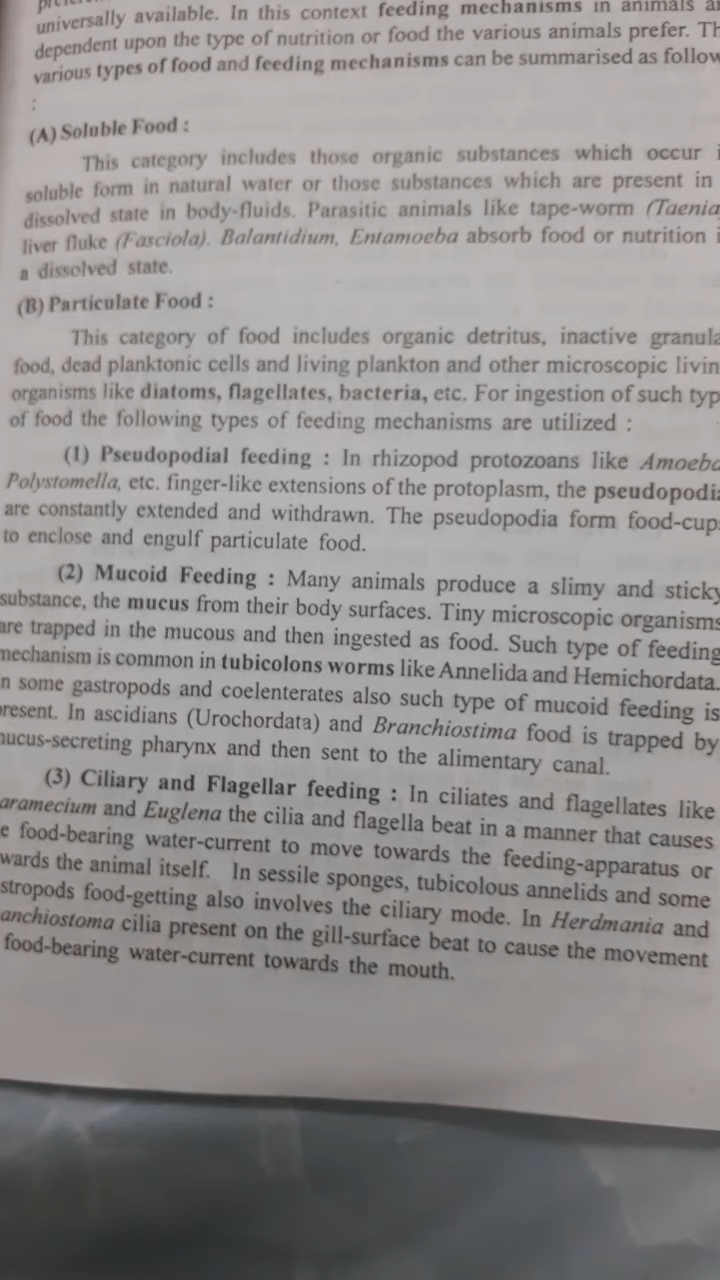 universally available. In this context feeding mechanisms in animals
dependent upon the type of nutrition or food the various animals prefer.
various types of food and feeding mechanisms can be summarised as follow
:
(A) Soluble Food :
This category includes those organic substances which occur
soluble form in natural water or those substances which are present in
dissolved state in body-fluids. Parasitic animals like tape-worm (Taenia
liver fluke (Fasciola). Balantidium, Entamoeba absorb food or nutrition
a dissolved state.
(B) Particulate Food :
This category of food includes organic detritus, inactive granula
food, dead planktonic cells and living plankton and other microscopic livin
organisms like diatoms, flagellates, bacteria, etc. For ingestion of such typ
of food the following types of feeding mechanisms are utilized :
(1) Pseudopodial feeding : In rhizopod protozoans like Amoeba
Polystomella, etc. finger-like extensions of the protoplasm, the pseudopodia
are constantly extended and withdrawn. The pseudopodia form food-cup
to enclose and engulf particulate food.
(2) Mucoid Feeding : Many animals produce a slimy and sticky
substance, the mucus from their body surfaces. Tiny microscopic organisms
are trapped in the mucous and then ingested as food. Such type of feeding
mechanism is common in tubicolons worms like Annelida and Hemichordata.
n some gastropods and coelenterates also such type of mucoid feeding is
present. In ascidians (Urochordata) and Branchiostima food is trapped by
mucus-secreting pharynx and then sent to the alimentary canal.
(3) Ciliary and Flagellar feeding : In ciliates and flagellates like
aramecium and Euglena the cilia and flagella beat in a manner that causes
e food-bearing water-current to move towards the feeding-apparatus or
wards the animal itself. In sessile sponges, tubicolous annelids and some
stropods food-getting also involves the ciliary mode. In Herdmania and
anchiostoma cilia present on the gill-surface beat to cause the movement
food-bearing water-current towards the mouth.